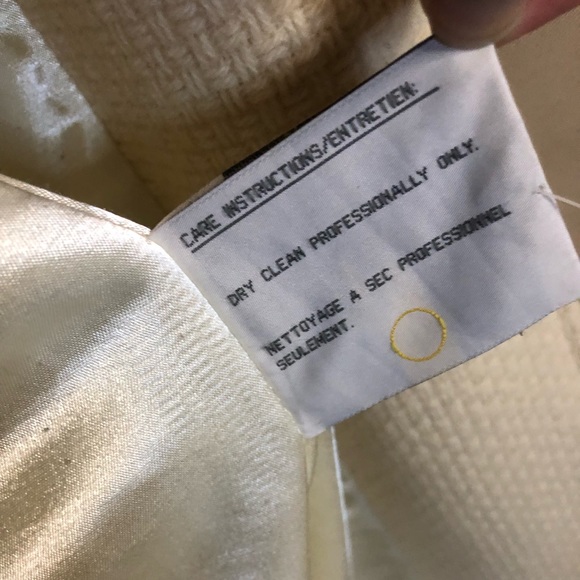 CARE INSTRUCTIONS/ENTRETIEN:
DRY CLEAN PROFESSIONALLY ONLY.
NETTOYAGE A SEC PROFESSIONNEL
SEULEMENT.